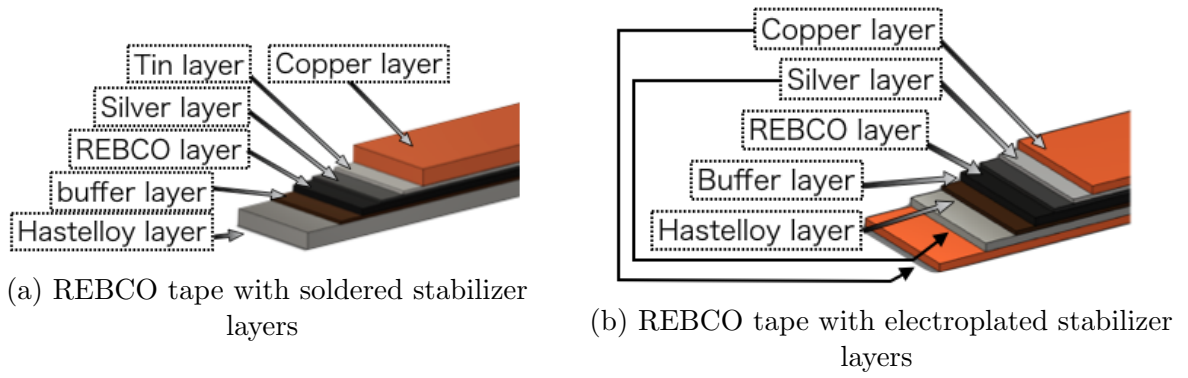 Tin layer
Copper layer
Silver layer
REBCO layer
buffer layer
Hastelloy layer
(a) REBCO tape with soldered stabilizer
layers
Copper layer
Silver layer
REBCO layer
Buffer layer
Hastelloy layer
(b) REBCO tape with electroplated stabilizer
layers